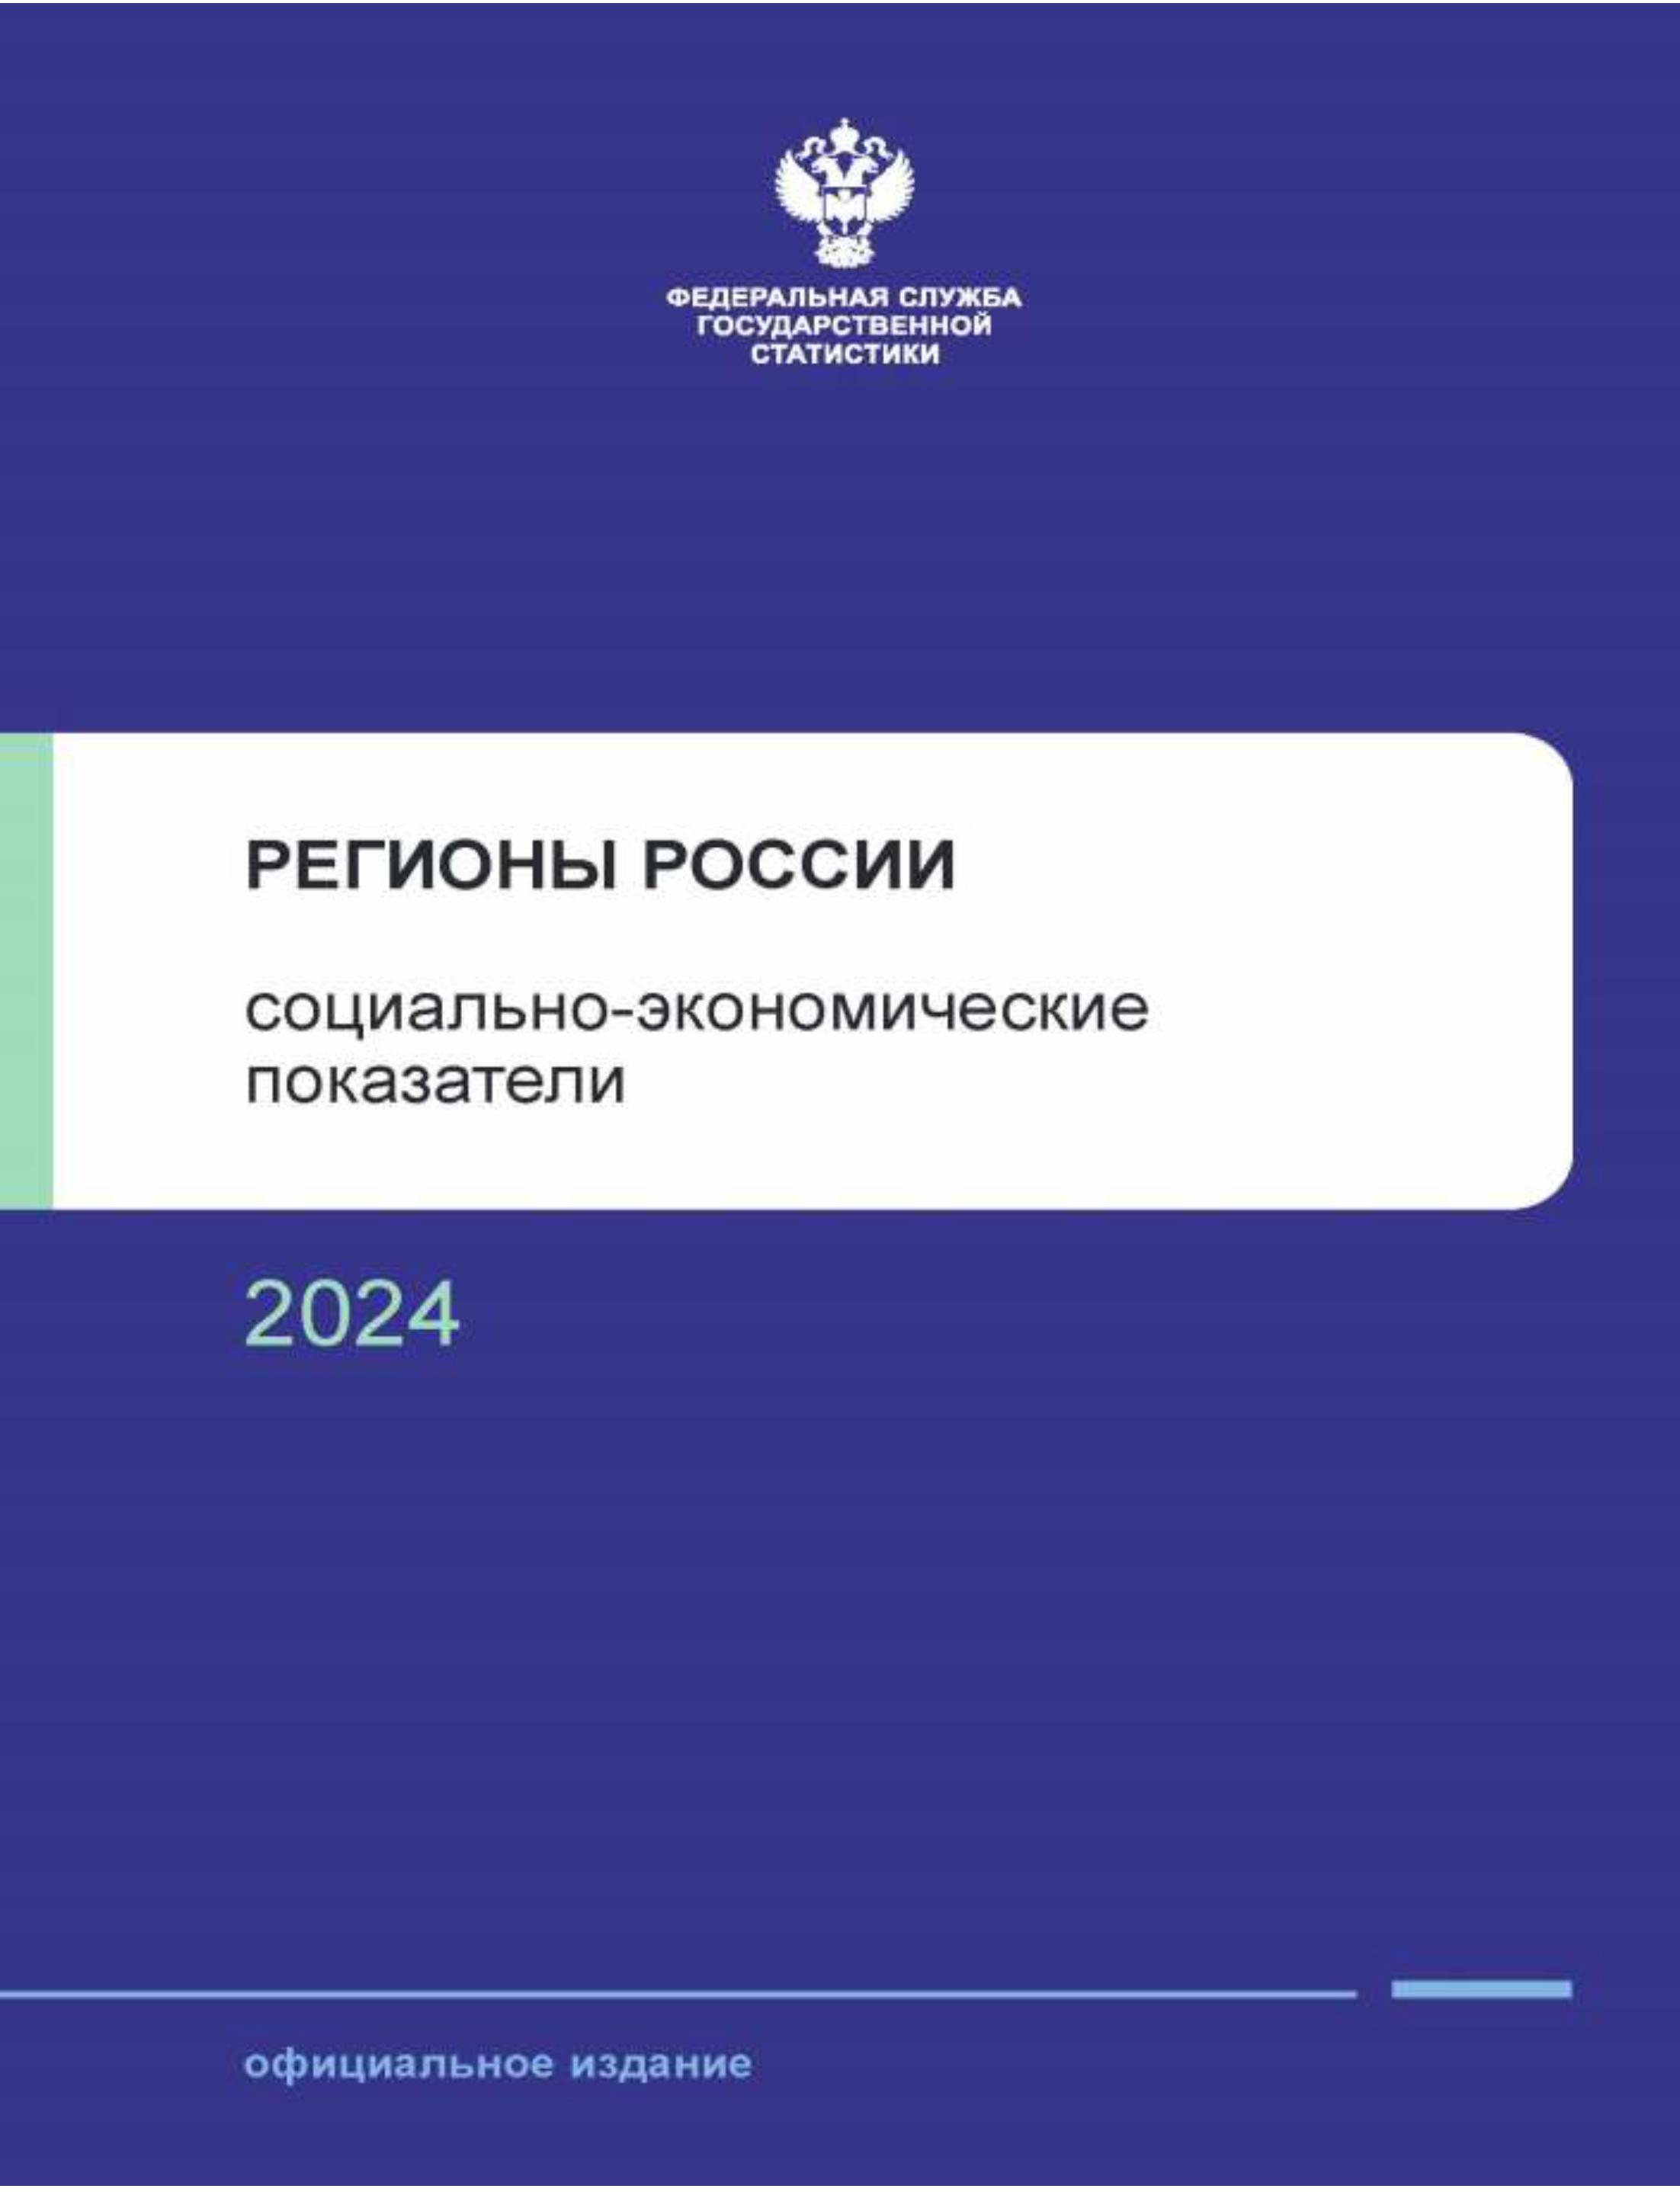 ФЕДЕРАЛЬНАЯ СЛУЖБА
ГОСУДАРСТВЕННОЙ
СТАТИСТИКИ
РЕГИОНЫ РОССИИ
социально-экономические
показатели
2024
официальное издание